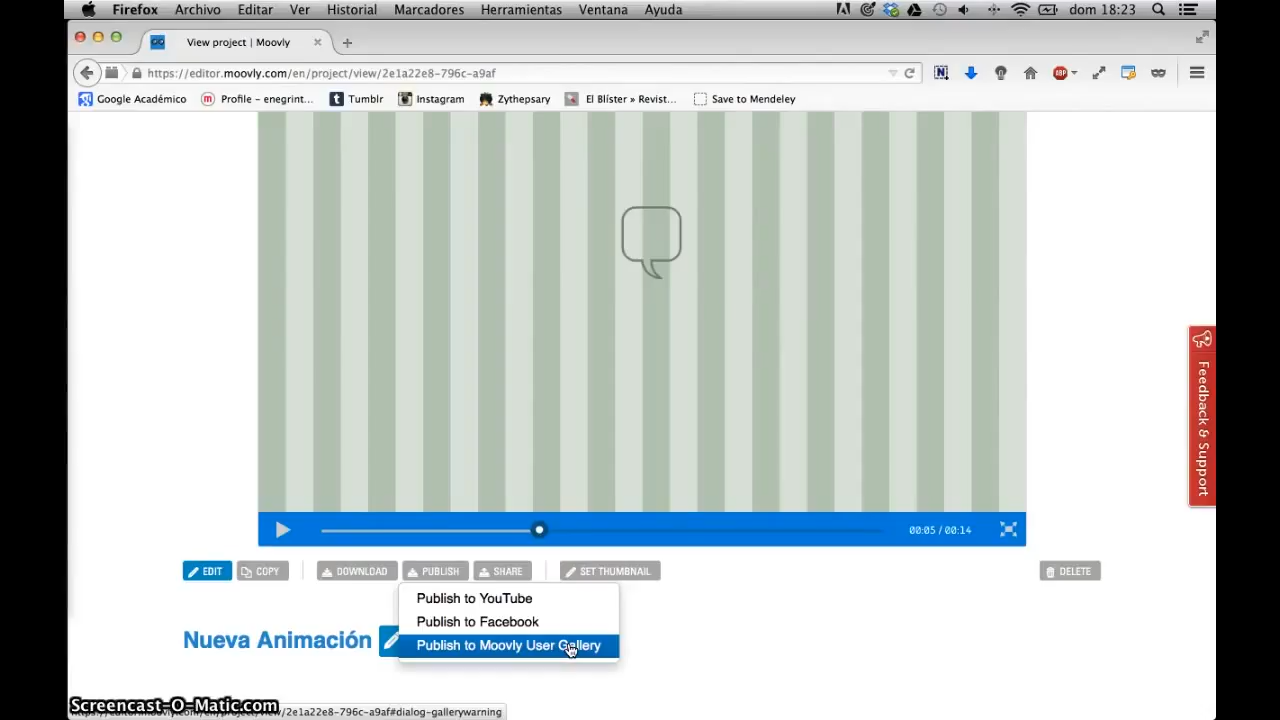 Firefox Archivo Editar Ver Historial Marcadores Herramientas Ventana Ayuda dom 18:23
View project | Moovly
https://editor.moovly.com/en/project/view/2e1a22e8-796c-a9af
Google Académico Profile - enegrint... Tumblr Instagram Zythepsary El Blíster » Revist... Save to Mendeley
Feedback & Support
00:05 / 00:14
EDIT COPY DOWNLOAD PUBLISH SHARE SET THUMBNAIL DELETE
Publish to YouTube
Publish to Facebook
Nueva Animación
Publish to Moovly User Gallery
Screencast-O-Matic.com
2e1a22e8-796c-a9af#dialog-gallerywarning